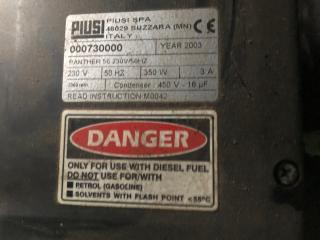 PIUSI
PIUSI SPA
46029 SUZZARA (MN)
ITALY
CE
000730000
YEAR 2003
PANTHER 56 230V/50HZ
230 V 50 HZ 350 W 3 A
Condenser : 450 V - 16 µF
READ INSTRUCTION M0042
PIUSI
DANGER
ONLY FOR USE WITH DIESEL FUEL
DO NOT USE FOR/WITH
■ PETROL (GASOLINE)
■ SOLVENTS WITH FLASH POINT <55°C